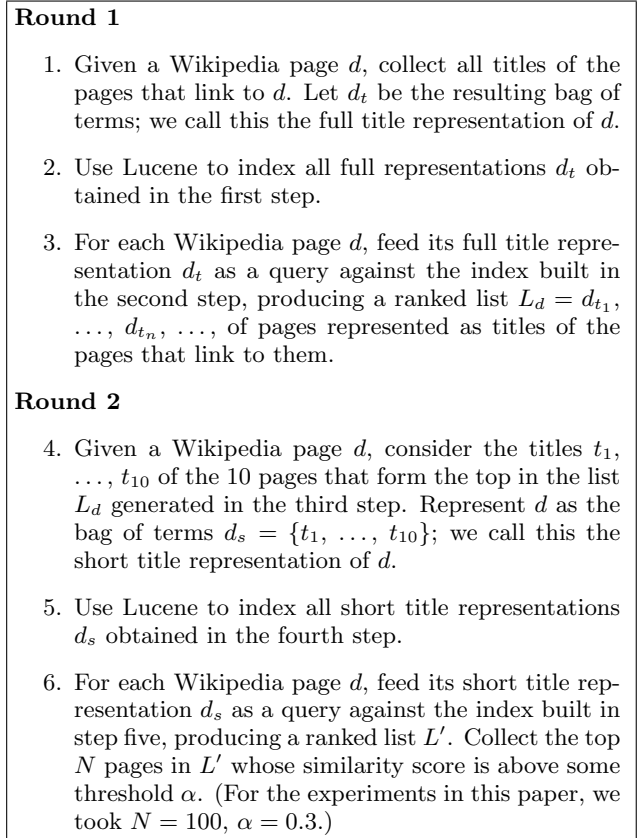 Round 1
1. Given a Wikipedia page d, collect all titles of the
pages that link to d. Let d_t be the resulting bag of
terms; we call this the full title representation of d.
2. Use Lucene to index all full representations d_t ob-
tained in the first step.
3. For each Wikipedia page d, feed its full title repre-
sentation d_t as a query against the index built in
the second step, producing a ranked list L_d = d_{t_1},
..., d_{t_n}, ..., of pages represented as titles of the
pages that link to them.
Round 2
4. Given a Wikipedia page d, consider the titles t_1,
..., t_{10} of the 10 pages that form the top in the list
L_d generated in the third step. Represent d as the
bag of terms d_s = {t_1, ..., t_{10}}; we call this the
short title representation of d.
5. Use Lucene to index all short title representations
d_s obtained in the fourth step.
6. For each Wikipedia page d, feed its short title rep-
resentation d_s as a query against the index built in
step five, producing a ranked list L′. Collect the top
N pages in L′ whose similarity score is above some
threshold α. (For the experiments in this paper, we
took N = 100, α = 0.3.)